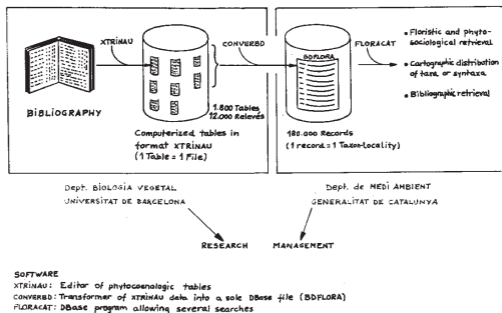 XTRINAU
CONVERBD
FLORACAT
BDFLORA
• Floristic and phyto-
sociological retrieval
• Cartographic distribution
of taxa or syntaxa
• Bibliographic retrieval
BIBLIOGRAPHY
1.800 Tables
12.000 Relevés
Computerized tables in
format XTRINAU
(1 Table = 1 File)
180.000 Records
(1 record = 1 Taxon-locality)
Dept. BIOLOGIA VEGETAL
UNIVERSITAT DE BARCELONA
Dept. de MEDI AMBIENT
GENERALITAT DE CATALUNYA
RESEARCH MANAGEMENT
SOFTWARE
XTRINAU: Editor of phytocoenologic tables
CONVERBD: Transformer of XTRINAU data into a sole DBase file (BDFLORA)
FLORACAT: DBase program allowing several searches